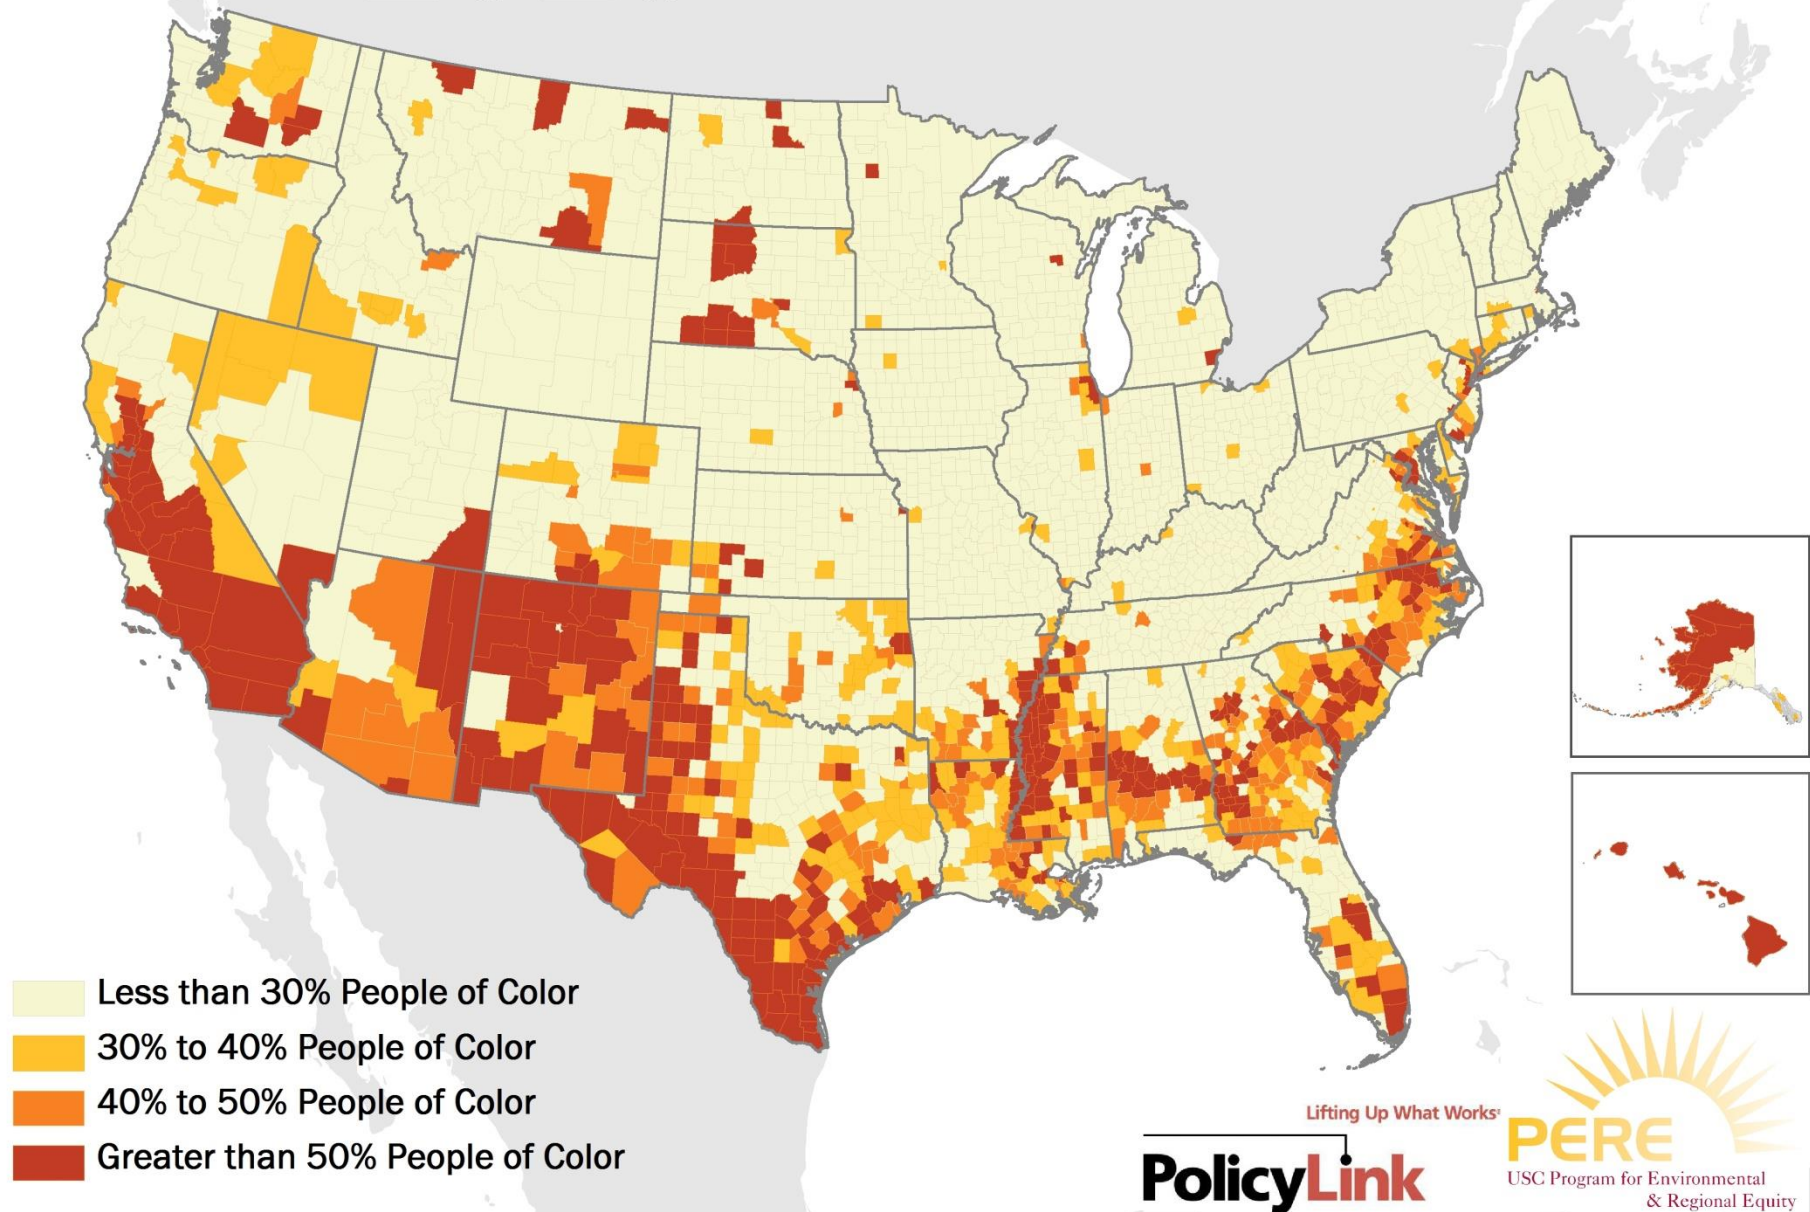 Less than 30% People of Color
30% to 40% People of Color
40% to 50% People of Color
Greater than 50% People of Color
Lifting Up What Works
PolicyLink
PERE
USC Program for Environmental
& Regional Equity